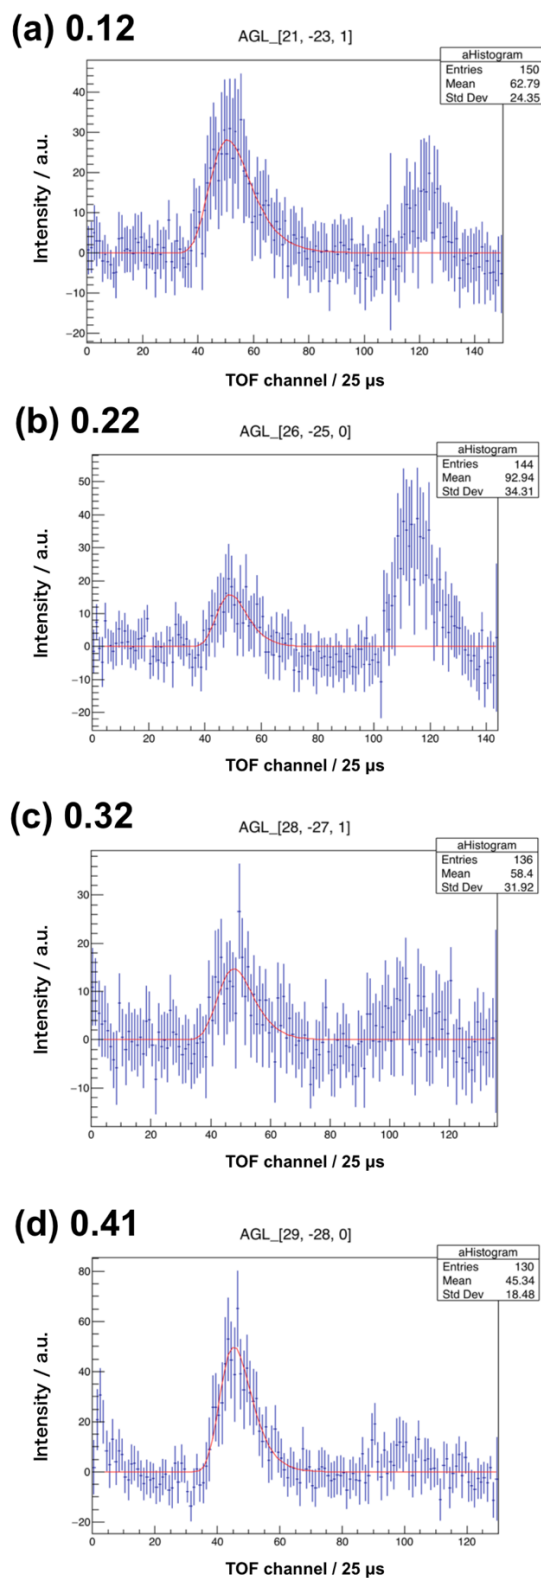 (a) 0.12
AGL_[21, -23, 1]
aHistogram
Entries 150
Mean 62.79
Std Dev 24.35
Intensity / a.u.
40
30
20
10
0
−10
−20
0 20 40 60 80 100 120 140
TOF channel / 25 µs
(b) 0.22
AGL_[26, -25, 0]
aHistogram
Entries 144
Mean 92.94
Std Dev 34.31
Intensity / a.u.
50
40
30
20
10
0
−10
−20
0 20 40 60 80 100 120 140
TOF channel / 25 µs
(c) 0.32
AGL_[28, -27, 1]
aHistogram
Entries 136
Mean 58.4
Std Dev 31.92
Intensity / a.u.
30
20
10
0
−10
0 20 40 60 80 100 120
TOF channel / 25 µs
(d) 0.41
AGL_[29, -28, 0]
aHistogram
Entries 130
Mean 45.34
Std Dev 18.48
Intensity / a.u.
80
60
40
20
0
−20
0 20 40 60 80 100 120
TOF channel / 25 µs